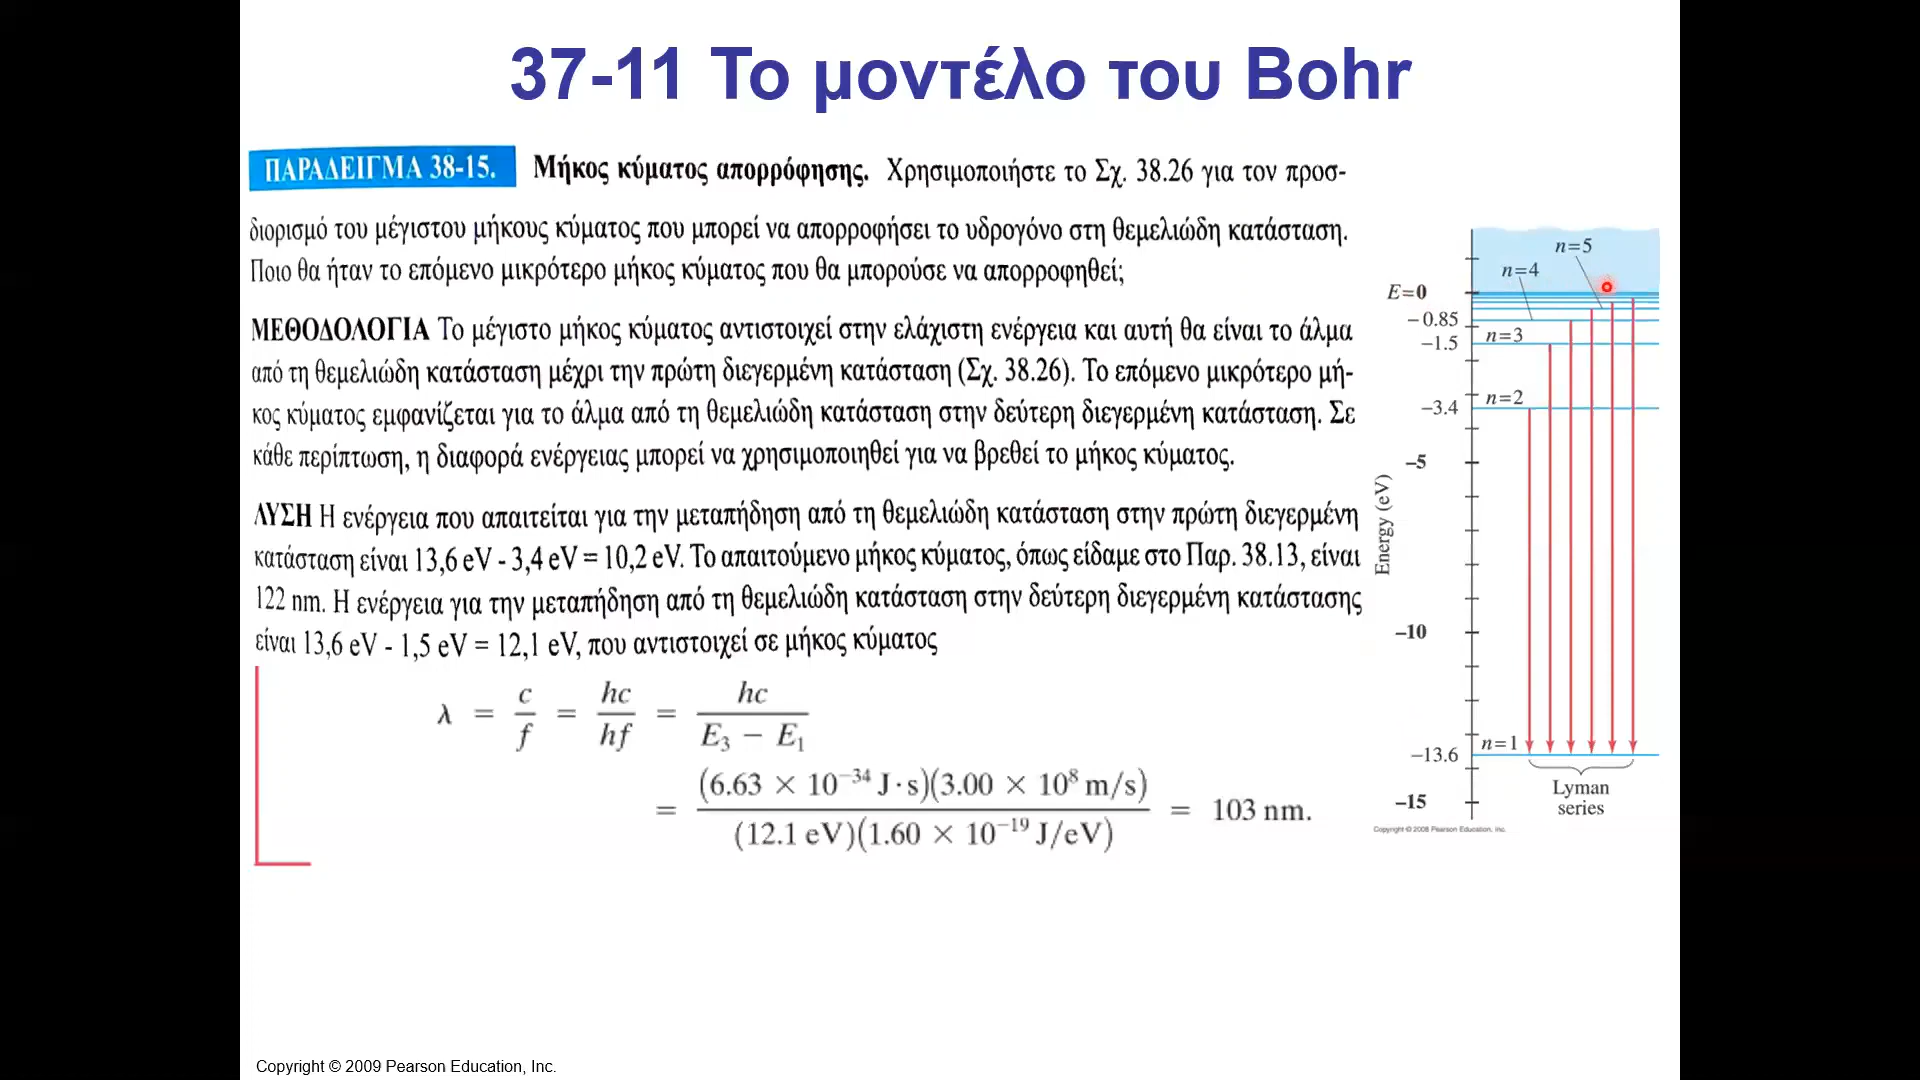 37-11 Το μοντέλο του Bohr
ΠΑΡΑΔΕΙΓΜΑ 38-15. Μήκος κύματος απορρόφησης. Χρησιμοποιήστε το Σχ. 38.26 για τον προσ-
διορισμό του μέγιστου μήκους κύματος που μπορεί να απορροφήσει το υδρογόνο στη θεμελιώδη κατάσταση.
Ποιο θα ήταν το επόμενο μικρότερο μήκος κύματος που θα μπορούσε να απορροφηθεί;
ΜΕΘΟΔΟΛΟΓΙΑ Το μέγιστο μήκος κύματος αντιστοιχεί στην ελάχιστη ενέργεια και αυτή θα είναι το άλμα
από τη θεμελιώδη κατάσταση μέχρι την πρώτη διεγερμένη κατάσταση (Σχ. 38.26). Το επόμενο μικρότερο μή-
κος κύματος εμφανίζεται για το άλμα από τη θεμελιώδη κατάσταση στην δεύτερη διεγερμένη κατάσταση. Σε
κάθε περίπτωση, η διαφορά ενέργειας μπορεί να χρησιμοποιηθεί για να βρεθεί το μήκος κύματος.
ΛΥΣΗ Η ενέργεια που απαιτείται για την μεταπήδηση από τη θεμελιώδη κατάσταση στην πρώτη διεγερμένη
κατάσταση είναι 13,6 eV - 3,4 eV = 10,2 eV. Το απαιτούμενο μήκος κύματος, όπως είδαμε στο Παρ. 38.13, είναι
122 nm. Η ενέργεια για την μεταπήδηση από τη θεμελιώδη κατάσταση στην δεύτερη διεγερμένη κατάστασης
είναι 13,6 eV - 1,5 eV = 12,1 eV, που αντιστοιχεί σε μήκος κύματος
λ = c/f = hc/hf = hc/(E₃ − E₁)
= (6.63 × 10⁻³⁴ J·s)(3.00 × 10⁸ m/s) / (12.1 eV)(1.60 × 10⁻¹⁹ J/eV) = 103 nm.
n=5
n=4
E=0
−0.85
n=3
−1.5
n=2
−3.4
−5
Energy (eV)
−10
n=1
−13.6
Lyman
series
−15
Copyright © 2008 Pearson Education, Inc.
Copyright © 2009 Pearson Education, Inc.